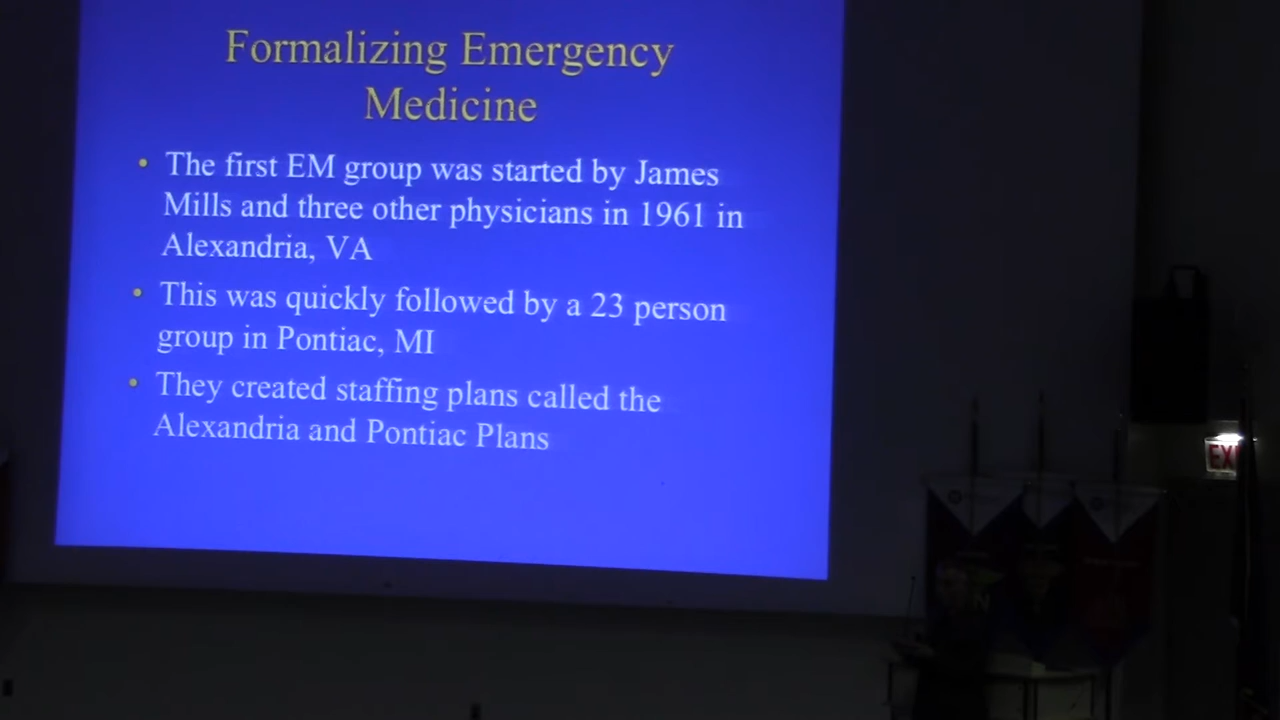 Formalizing Emergency
Medicine
• The first EM group was started by James
Mills and three other physicians in 1961 in
Alexandria, VA
• This was quickly followed by a 23 person
group in Pontiac, MI
• They created staffing plans called the
Alexandria and Pontiac Plans
EXI